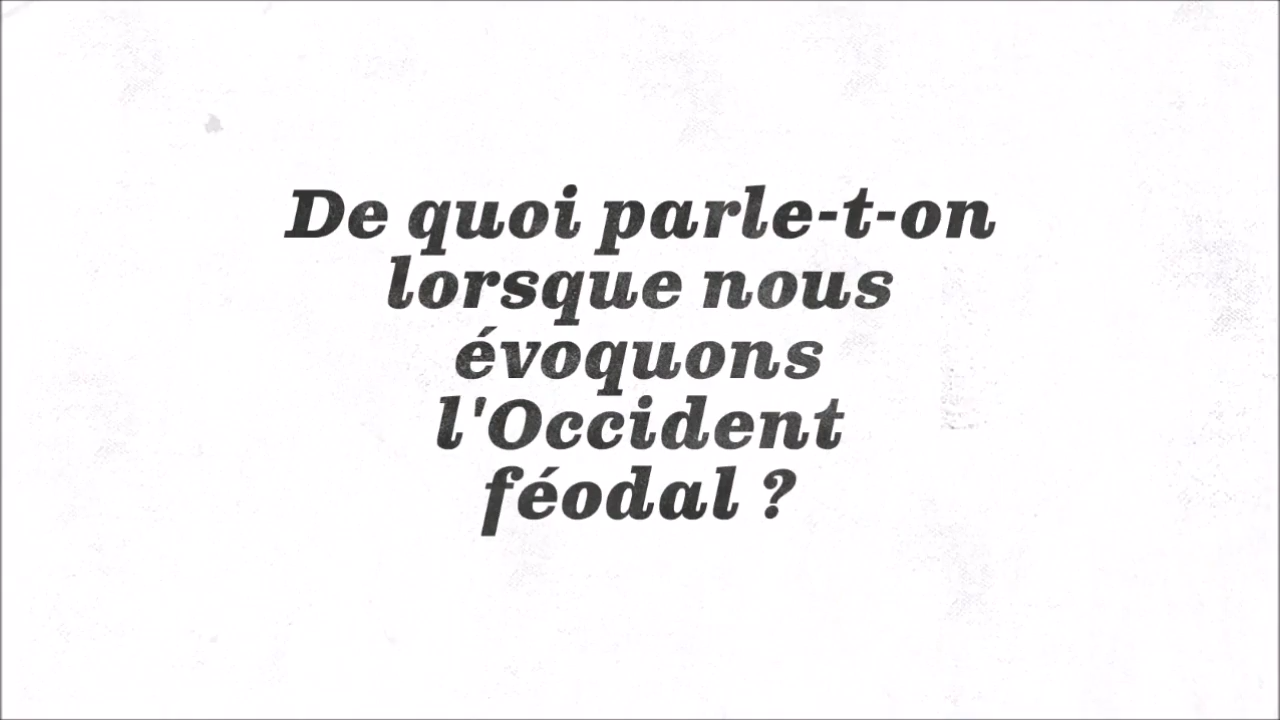 De quoi parle-t-on
lorsque nous
évoquons
l'Occident
féodal ?